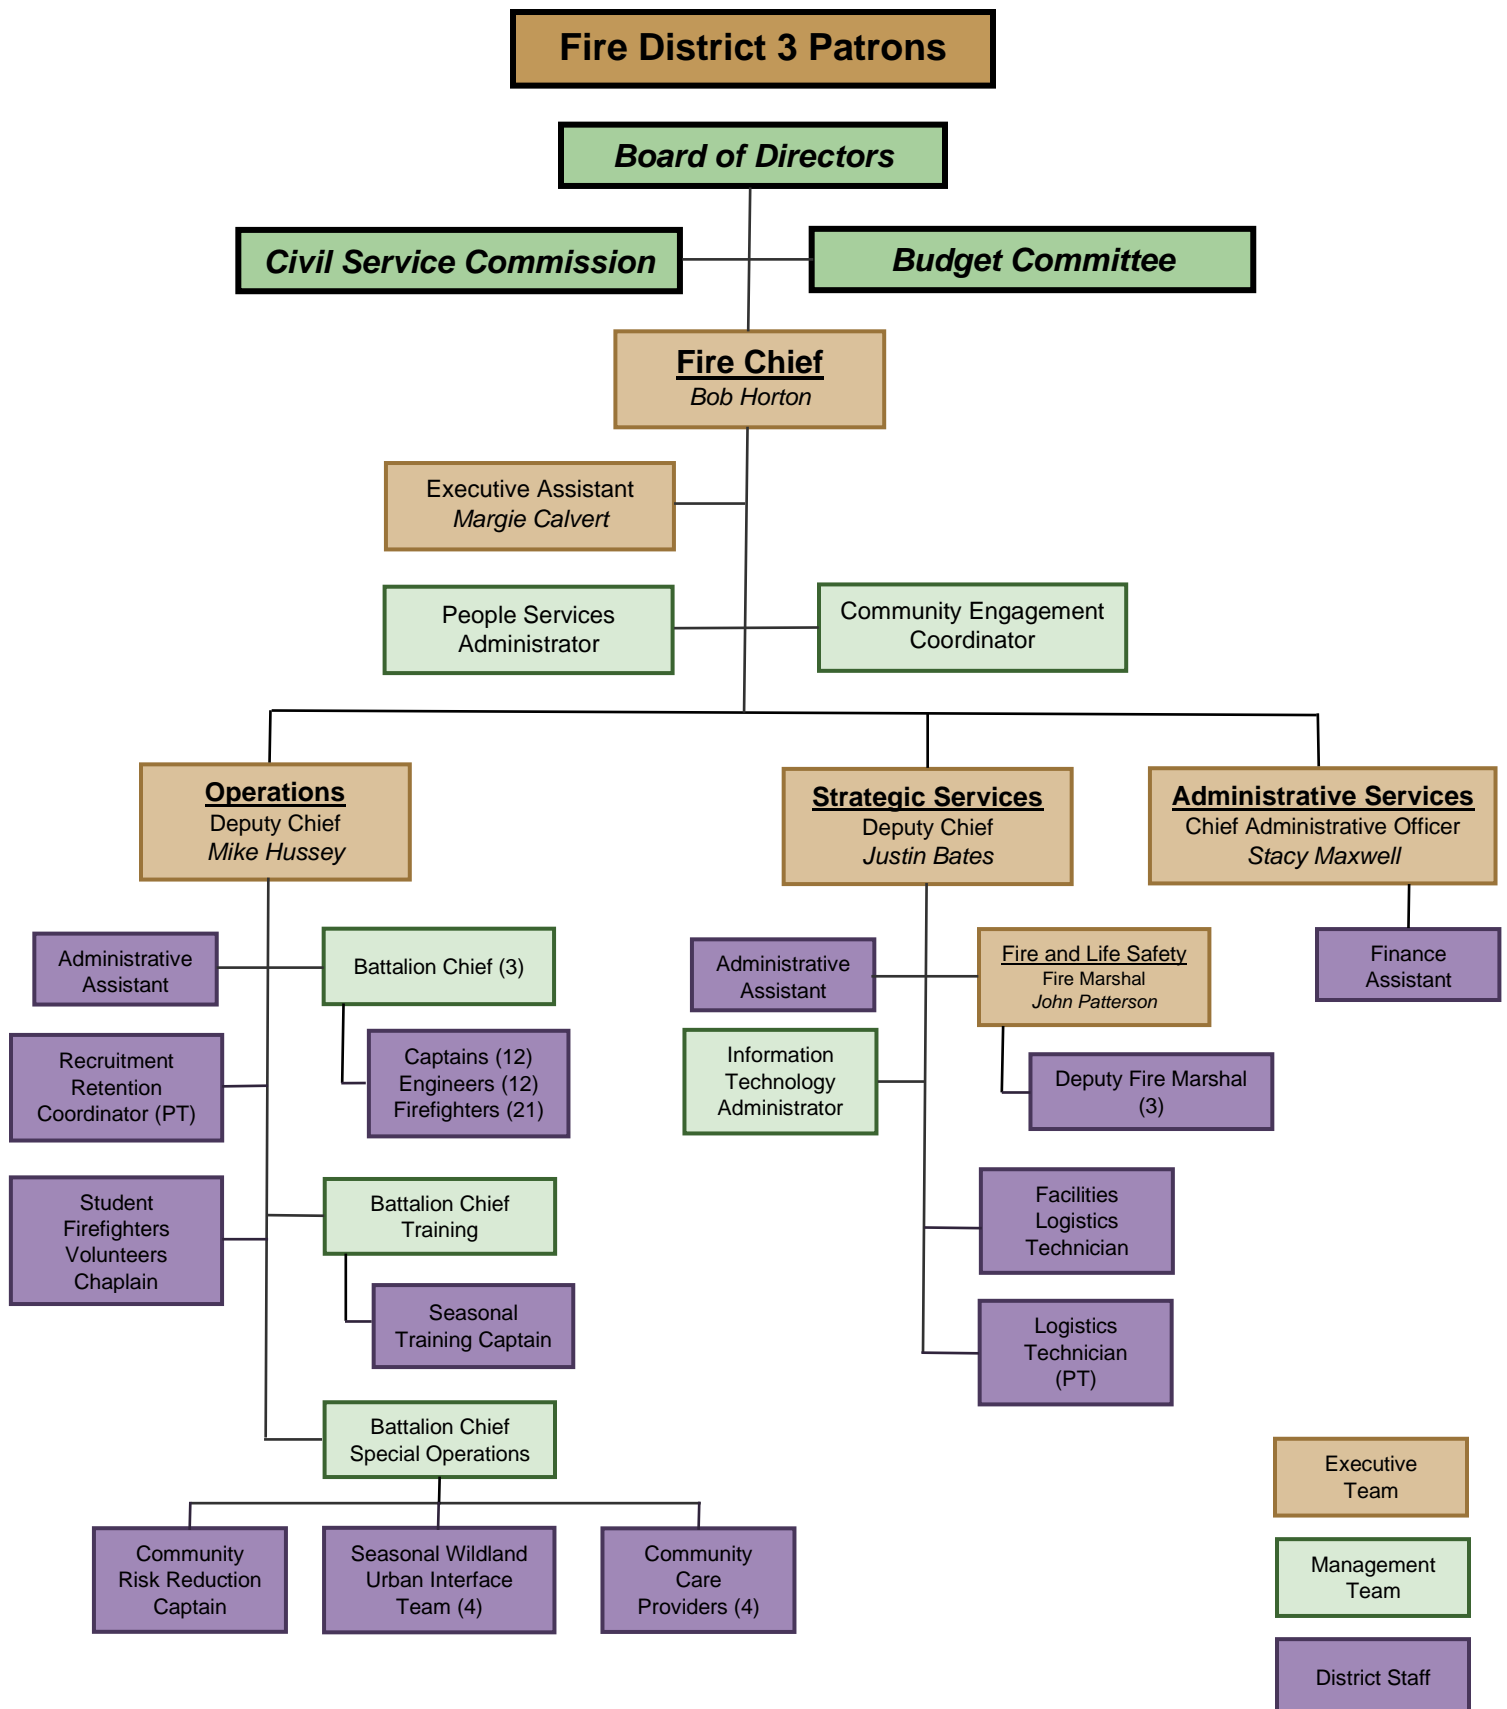 Fire District 3 Patrons
Board of Directors
Civil Service Commission
Budget Committee
Fire Chief
Bob Horton
Executive Assistant
Margie Calvert
People Services
Administrator
Community Engagement
Coordinator
Operations
Deputy Chief
Mike Hussey
Strategic Services
Deputy Chief
Justin Bates
Administrative Services
Chief Administrative Officer
Stacy Maxwell
Administrative
Assistant
Battalion Chief (3)
Administrative
Assistant
Fire and Life Safety
Fire Marshal
John Patterson
Finance
Assistant
Recruitment
Retention
Coordinator (PT)
Captains (12)
Engineers (12)
Firefighters (21)
Information
Technology
Administrator
Deputy Fire Marshal
(3)
Student
Firefighters
Volunteers
Chaplain
Battalion Chief
Training
Facilities
Logistics
Technician
Seasonal
Training Captain
Logistics
Technician
(PT)
Battalion Chief
Special Operations
Community
Risk Reduction
Captain
Seasonal Wildland
Urban Interface
Team (4)
Community
Care
Providers (4)
Executive
Team
Management
Team
District Staff